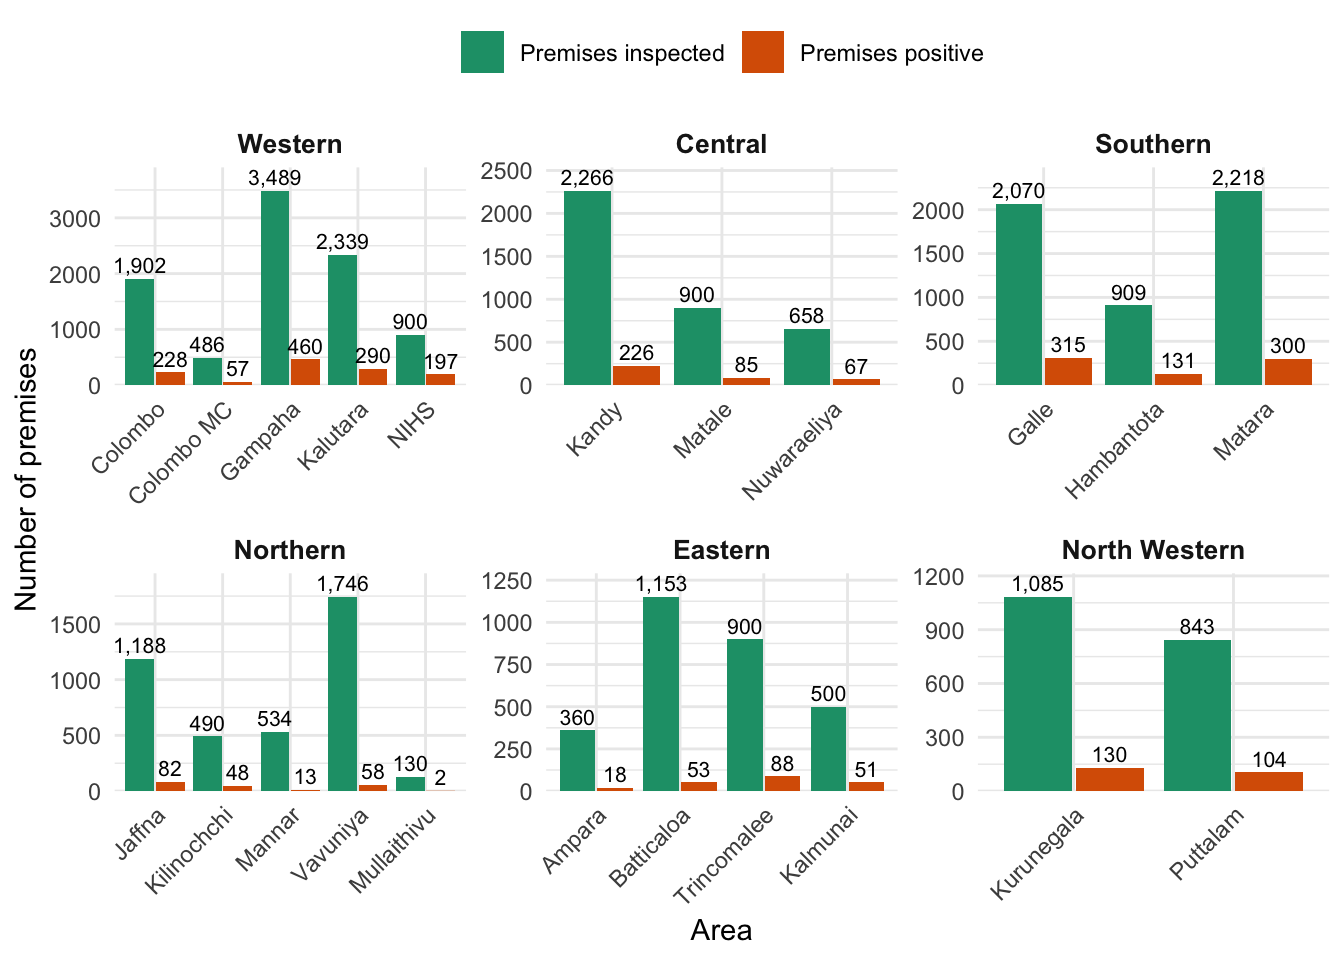 Premises inspected Premises positive
Western
3,489
3000
2,339
2000
1,902
1000
900
486
460
228
57
290
197
0
Colombo
Colombo MC
Gampaha
Kalutara
NIHS
Central
2500
2,266
2000
1500
1000
900
658
500
226
85
67
0
Kandy
Matale
Nuwaraeliya
Southern
2,218
2,070
2000
1500
1000
909
500
315
131
300
0
Galle
Hambantota
Matara
Number of premises
Northern
1,746
1500
1,188
1000
500
490
534
130
82
48
13
58
2
0
Jaffna
Kilinochchi
Mannar
Vavuniya
Mullaithivu
Eastern
1250
1,153
1000
900
750
500
500
360
250
18
53
88
51
0
Ampara
Batticaloa
Trincomalee
Kalmunai
North Western
1200
1,085
900
843
600
300
130
104
0
Kurunegala
Puttalam
Area